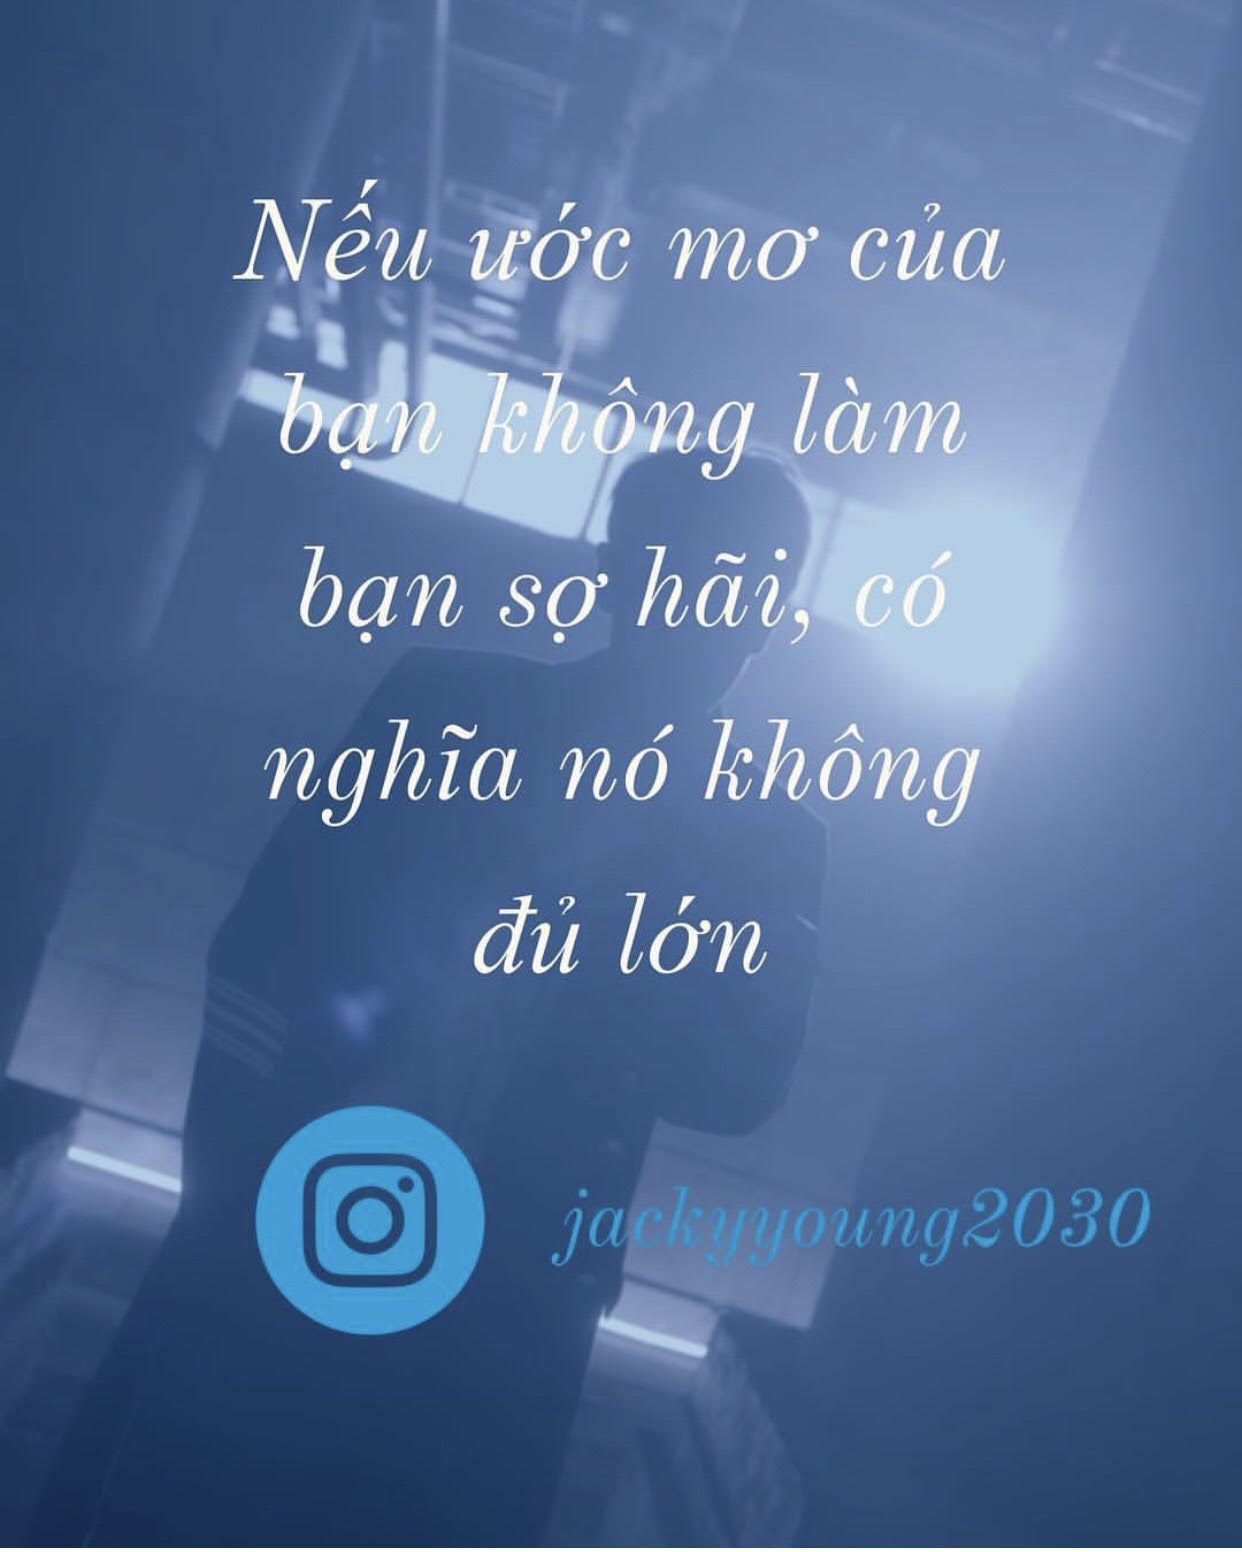 Nếu ước mơ của
bạn không làm
bạn sợ hãi, có
nghĩa nó không
đủ lớn
jackyyoung2030